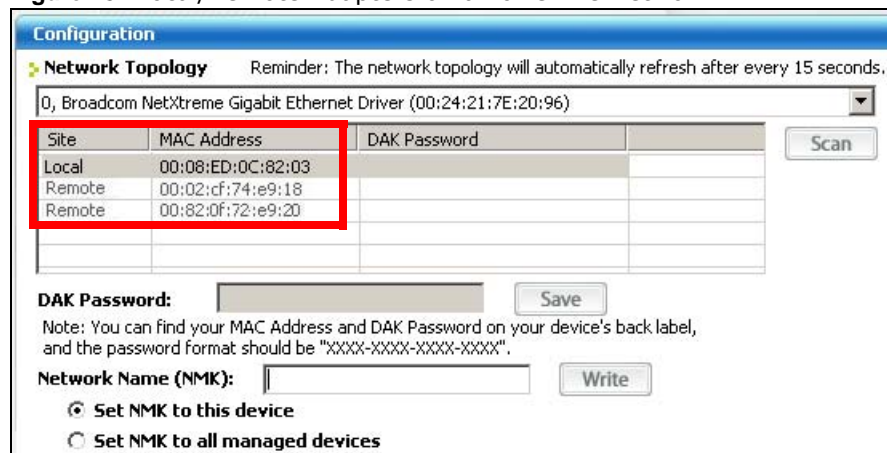 Configuration
Network Topology Reminder: The network topology will automatically refresh after every 15 seconds.
0, Broadcom NetXtreme Gigabit Ethernet Driver (00:24:21:7E:20:96)
Site MAC Address DAK Password
Scan
Local 00:08:ED:0C:82:03
Remote 00:02:cf:74:e9:18
Remote 00:82:0f:72:e9:20
DAK Password: Save
Note: You can find your MAC Address and DAK Password on your device's back label,
and the password format should be "XXXX-XXXX-XXXX-XXXX".
Network Name (NMK): Write
Set NMK to this device
Set NMK to all managed devices